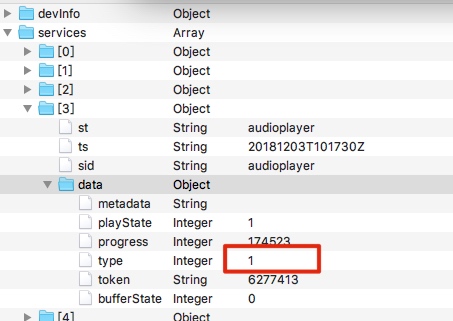 devInfo Object
services Array
[0] Object
[1] Object
[2] Object
[3] Object
st String audioplayer
ts String 20181203T101730Z
sid String audioplayer
data Object
metadata String
playState Integer 1
progress Integer 174523
type Integer 1
token String 6277413
bufferState Integer 0
[4] Object